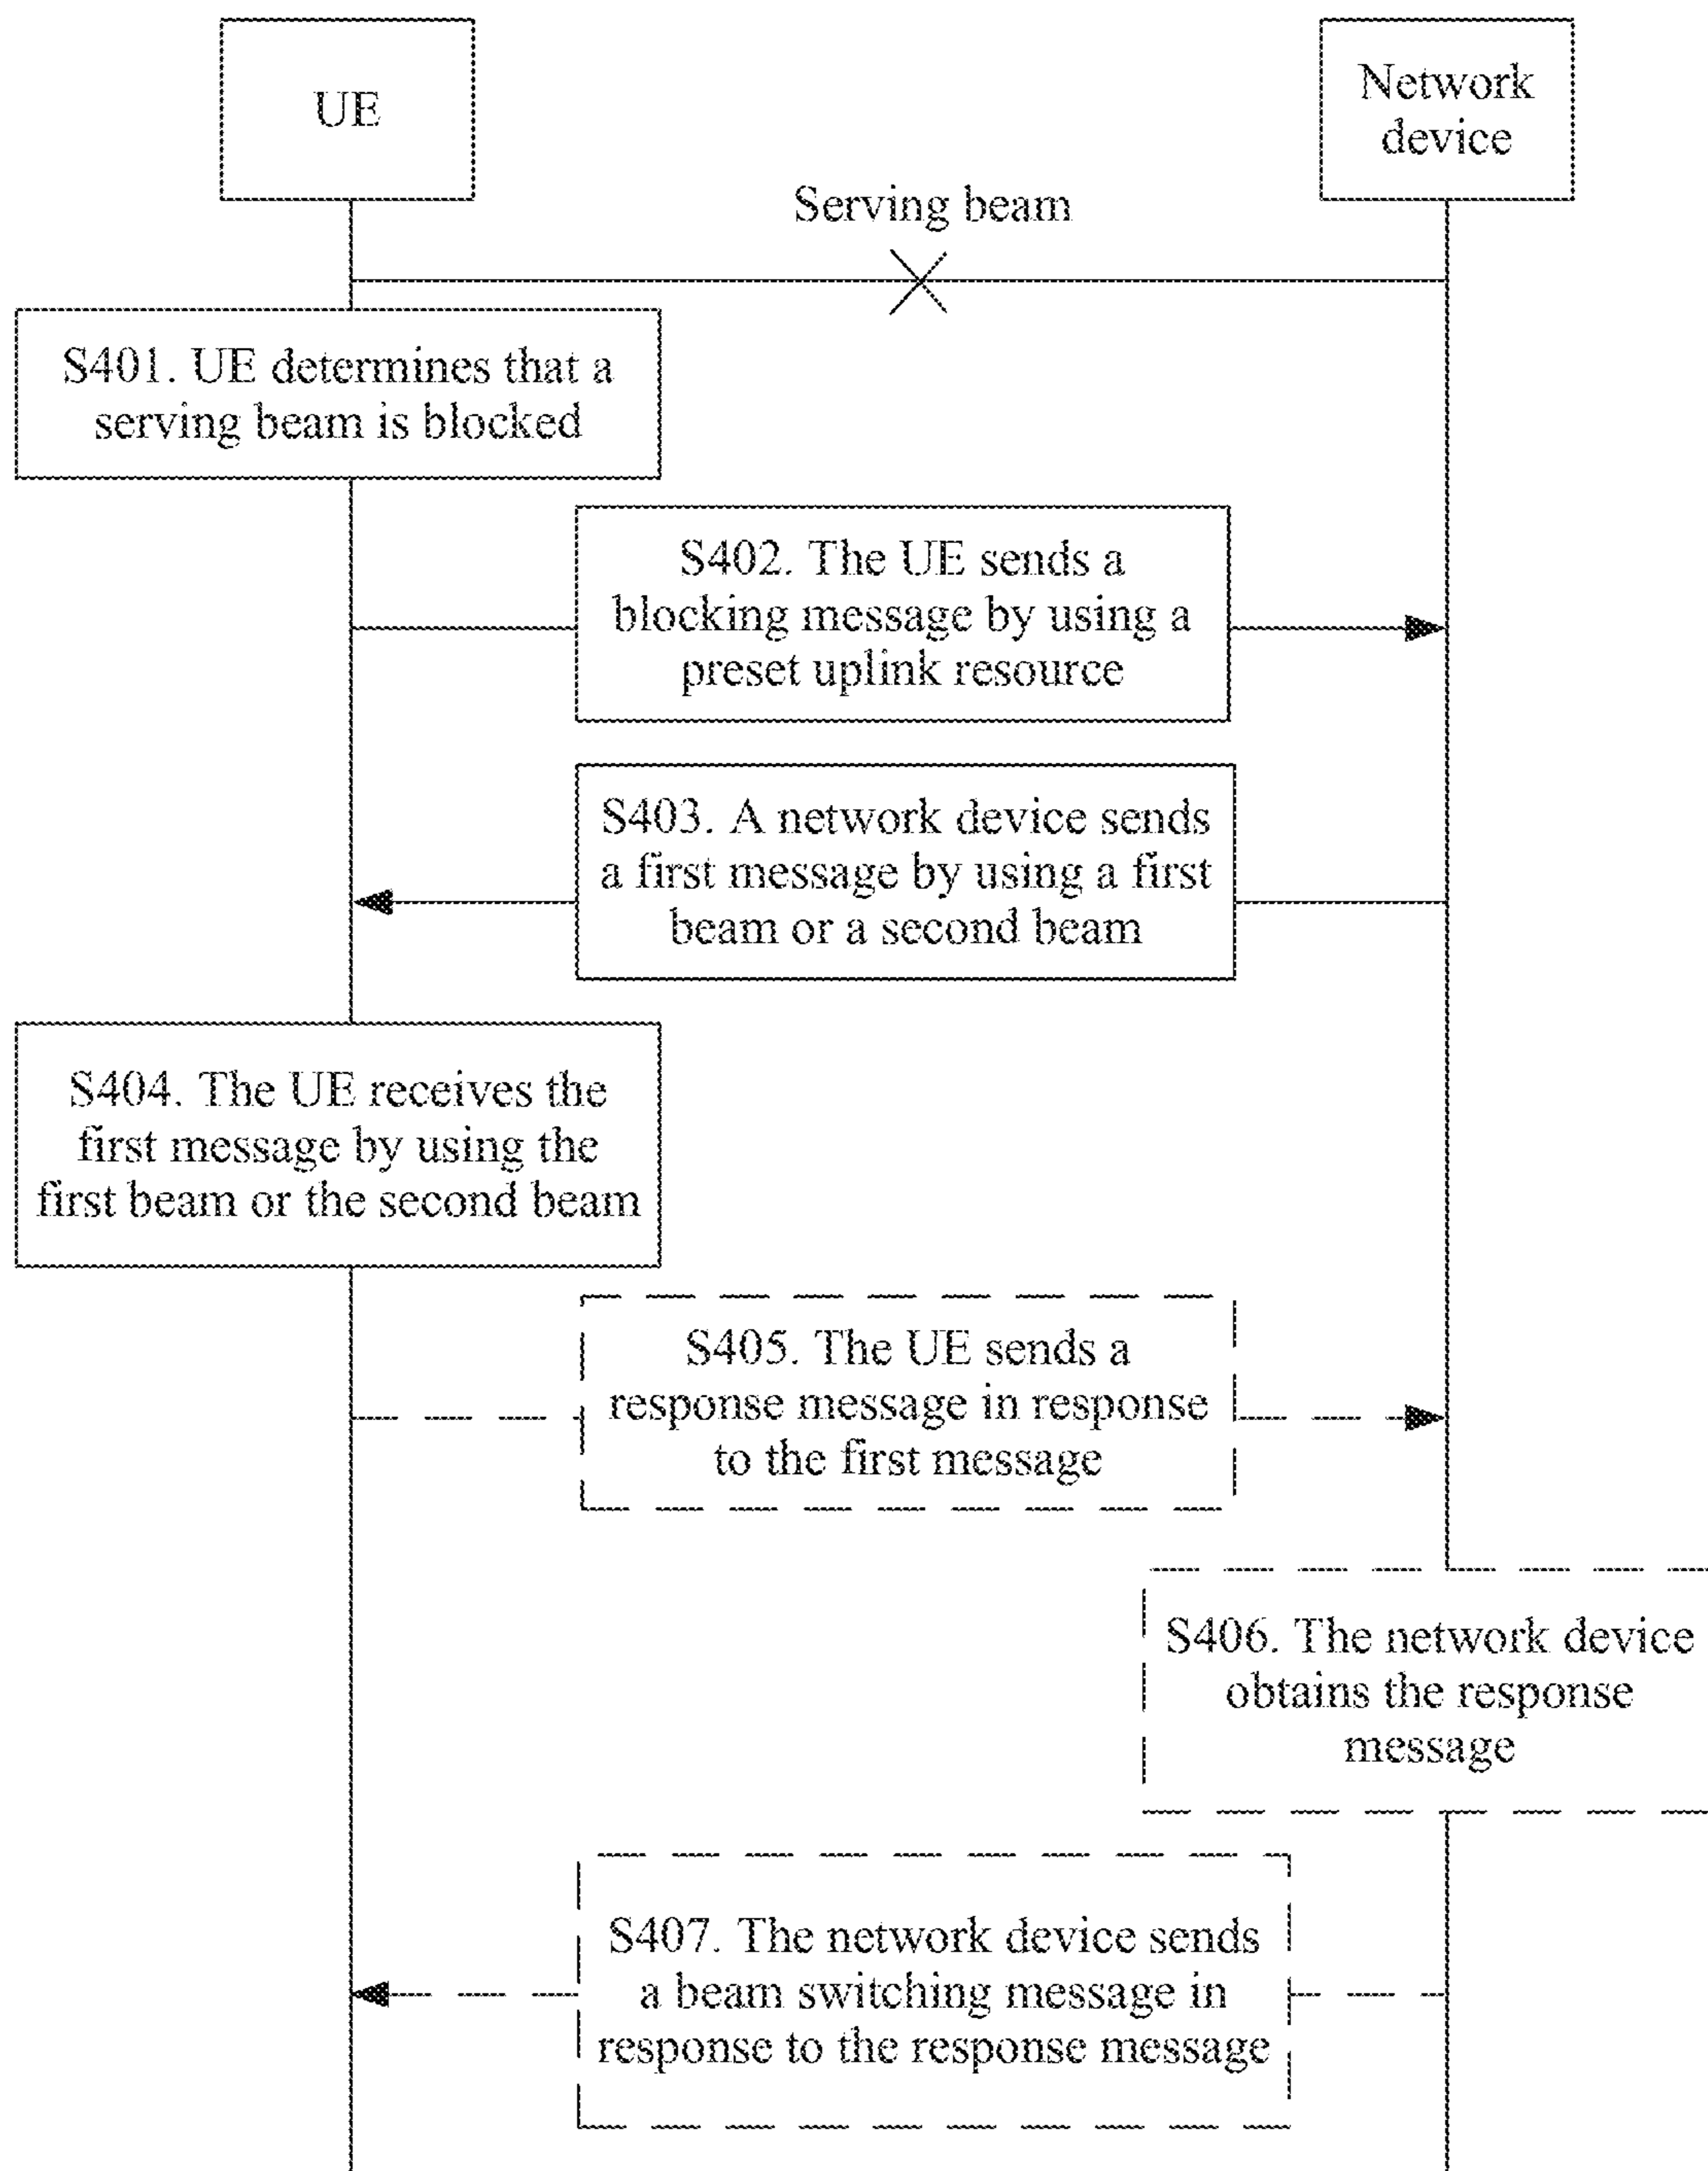 UE
Network
device
Serving beam
S401. UE determines that a
serving beam is blocked
S402. The UE sends a
blocking message by using a
preset uplink resource
S403. A network device sends
a first message by using a first
beam or a second beam
S404. The UE receives the
first message by using the
first beam or the second beam
S405. The UE sends a
response message in response
to the first message
S406. The network device
obtains the response
message
S407. The network device sends
a beam switching message in
response to the response message